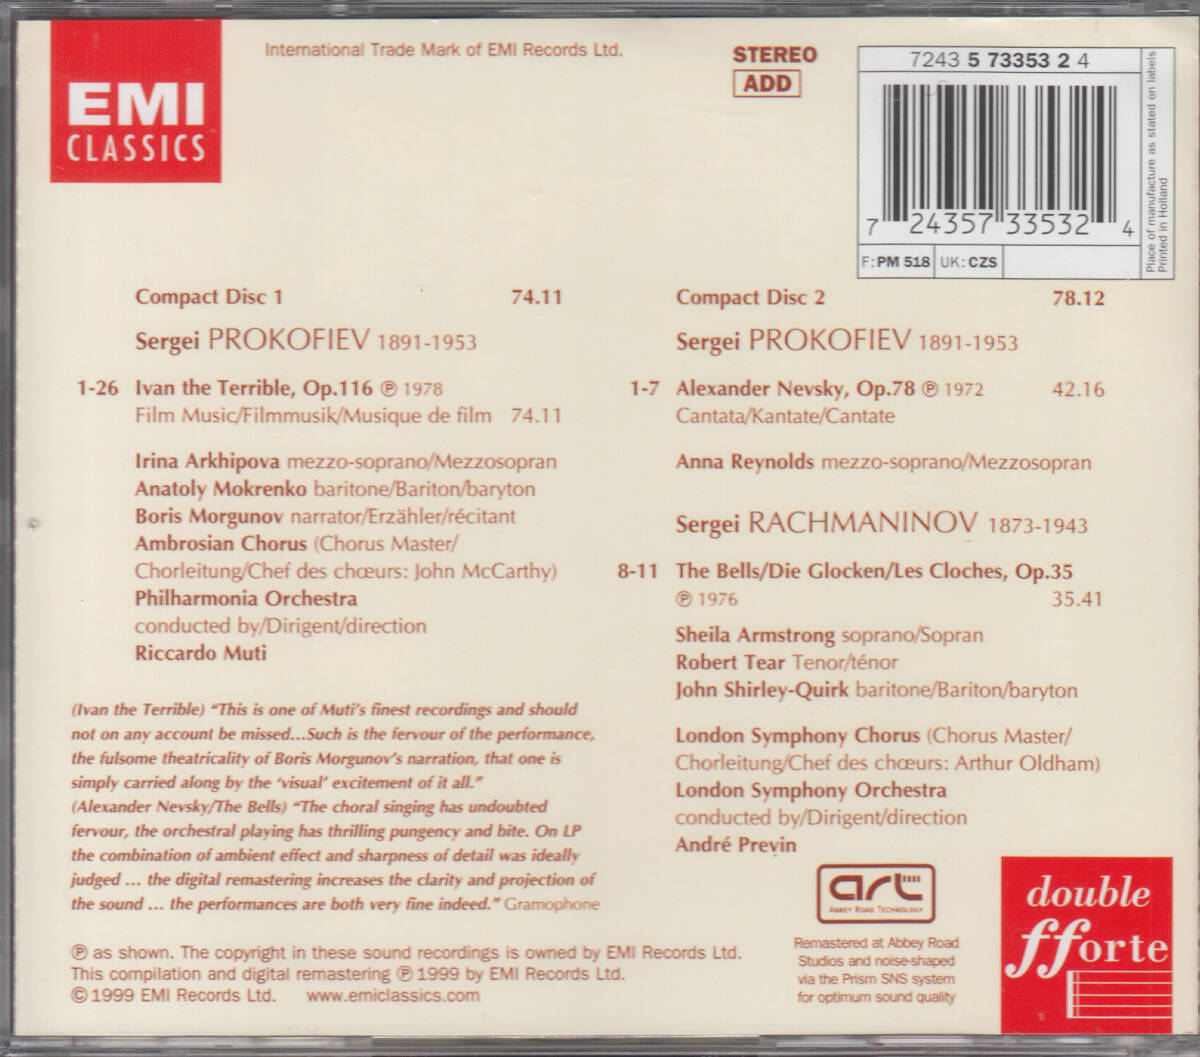 EMI
CLASSICS
International Trade Mark of EMI Records Ltd.
STEREO
ADD
7243 5 73353 2 4
7 24357 33532 4
F: PM 518 UK: CZS
Place of manufacture as stated on labels
Printed in Holland
Compact Disc 1 74.11
Sergei PROKOFIEV 1891-1953
1-26 Ivan the Terrible, Op.116 ℗ 1978
Film Music/Filmmusik/Musique de film 74.11
Irina Arkhipova mezzo-soprano/Mezzosopran
Anatoly Mokrenko baritone/Bariton/baryton
Boris Morgunov narrator/Erzähler/récitant
Ambrosian Chorus (Chorus Master/
Chorleitung/Chef des chœurs: John McCarthy)
Philharmonia Orchestra
conducted by/Dirigent/direction
Riccardo Muti
(Ivan the Terrible) "This is one of Muti's finest recordings and should
not on any account be missed...Such is the fervour of the performance,
the fulsome theatricality of Boris Morgunov's narration, that one is
simply carried along by the 'visual' excitement of it all."
(Alexander Nevsky/The Bells) "The choral singing has undoubted
fervour, the orchestral playing has thrilling pungency and bite. On LP
the combination of ambient effect and sharpness of detail was ideally
judged ... the digital remastering increases the clarity and projection of
the sound ... the performances are both very fine indeed." Gramophone
℗ as shown. The copyright in these sound recordings is owned by EMI Records Ltd.
This compilation and digital remastering ℗ 1999 by EMI Records Ltd.
© 1999 EMI Records Ltd. www.emiclassics.com
Compact Disc 2 78.12
Sergei PROKOFIEV 1891-1953
1-7 Alexander Nevsky, Op.78 ℗ 1972 42.16
Cantata/Kantate/Cantate
Anna Reynolds mezzo-soprano/Mezzosopran
Sergei RACHMANINOV 1873-1943
8-11 The Bells/Die Glocken/Les Cloches, Op.35
℗ 1976 35.41
Sheila Armstrong soprano/Sopran
Robert Tear Tenor/ténor
John Shirley-Quirk baritone/Bariton/baryton
London Symphony Chorus (Chorus Master/
Chorleitung/Chef des chœurs: Arthur Oldham)
London Symphony Orchestra
conducted by/Dirigent/direction
André Previn
art
ABBEY ROAD TECHNOLOGY
Remastered at Abbey Road
Studios and noise-shaped
via the Prism SNS system
for optimum sound quality
double
fforte